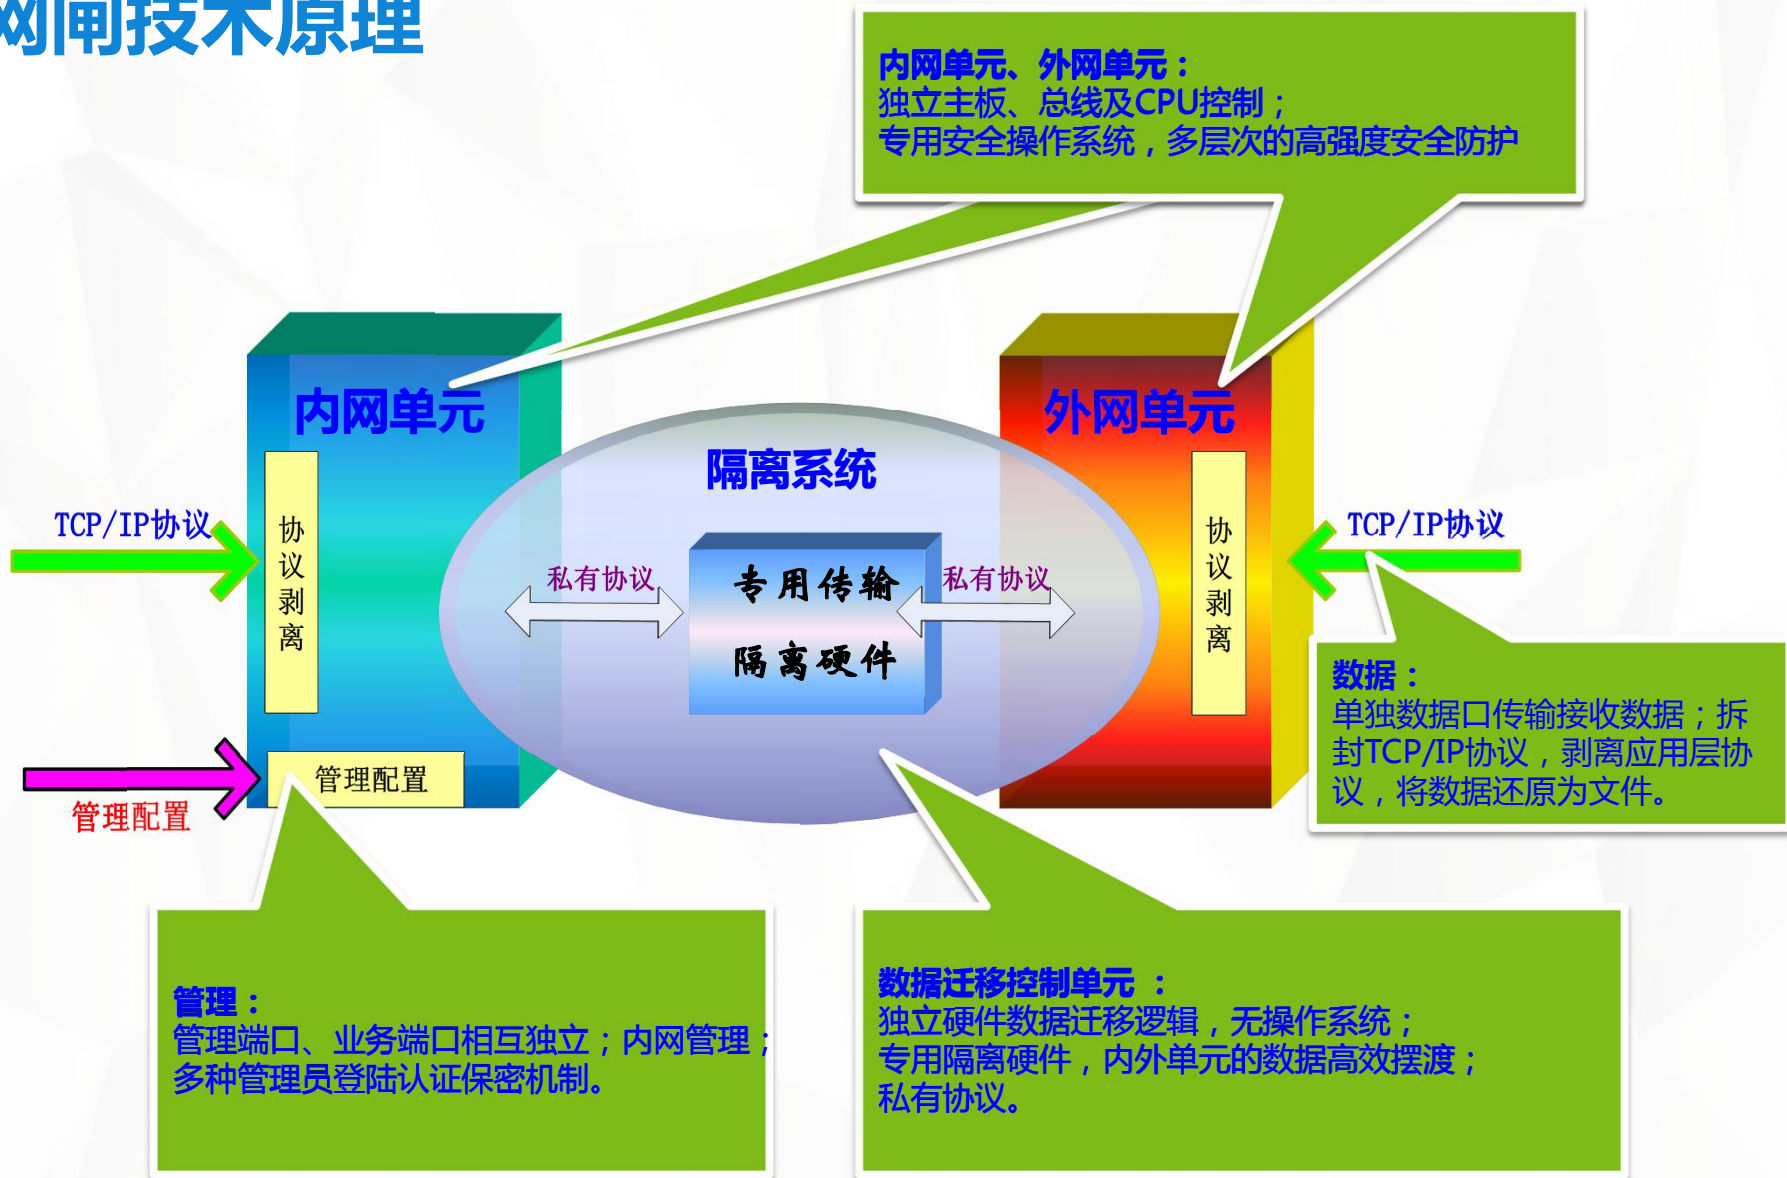 网闸技术原理
内网单元、外网单元：
独立主板、总线及CPU控制；
专用安全操作系统，多层次的高强度安全防护
内网单元
外网单元
隔离系统
TCP/IP协议
协议剥离
私有协议
专用传输
隔离硬件
私有协议
协议剥离
TCP/IP协议
管理配置
管理配置
数据：
单独数据口传输接收数据；拆
封TCP/IP协议，剥离应用层协
议，将数据还原为文件。
管理：
管理端口、业务端口相互独立；内网管理；
多种管理员登陆认证保密机制。
数据迁移控制单元 ：
独立硬件数据迁移逻辑，无操作系统；
专用隔离硬件，内外单元的数据高效摆渡；
私有协议。